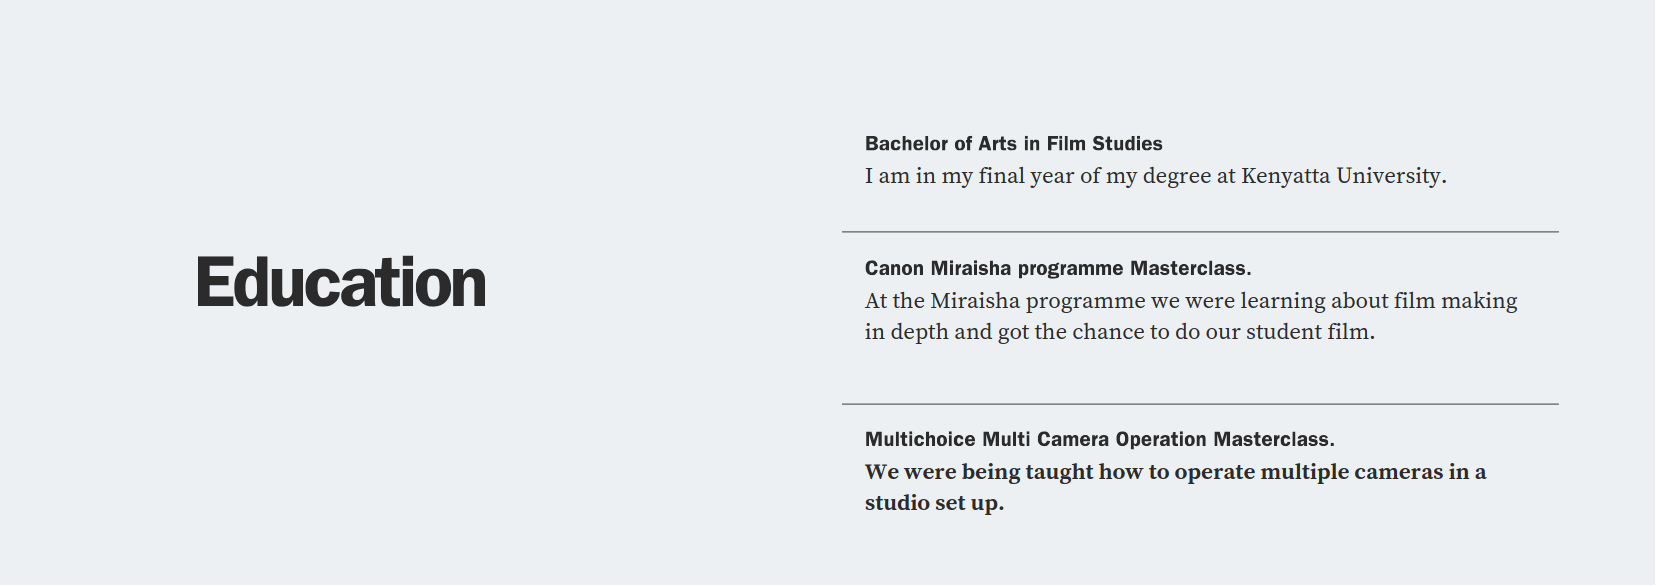 Education
Bachelor of Arts in Film Studies
I am in my final year of my degree at Kenyatta University.
Canon Miraisha programme Masterclass.
At the Miraisha programme we were learning about film making
in depth and got the chance to do our student film.
Multichoice Multi Camera Operation Masterclass.
We were being taught how to operate multiple cameras in a
studio set up.